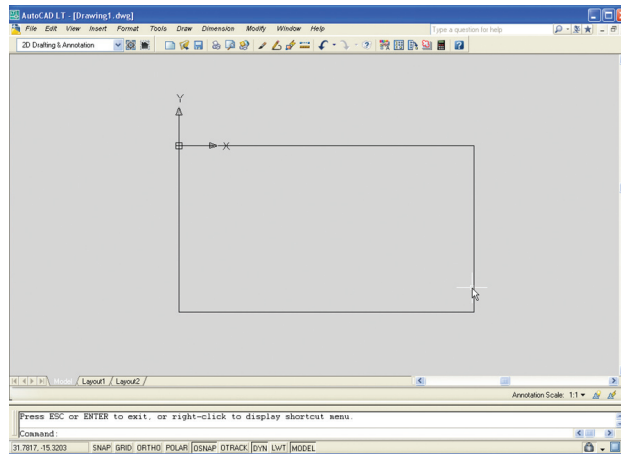 AutoCAD LT - [Drawing1.dwg]
File Edit View Insert Format Tools Draw Dimension Modify Window Help Type a question for help
2D Drafting & Annotation
Y
X
Model Layout1 Layout2
Annotation Scale: 1:1
Press ESC or ENTER to exit, or right-click to display shortcut menu.
Command:
31.7817, -15.3203 SNAP GRID ORTHO POLAR OSNAP OTRACK DYN LWT MODEL